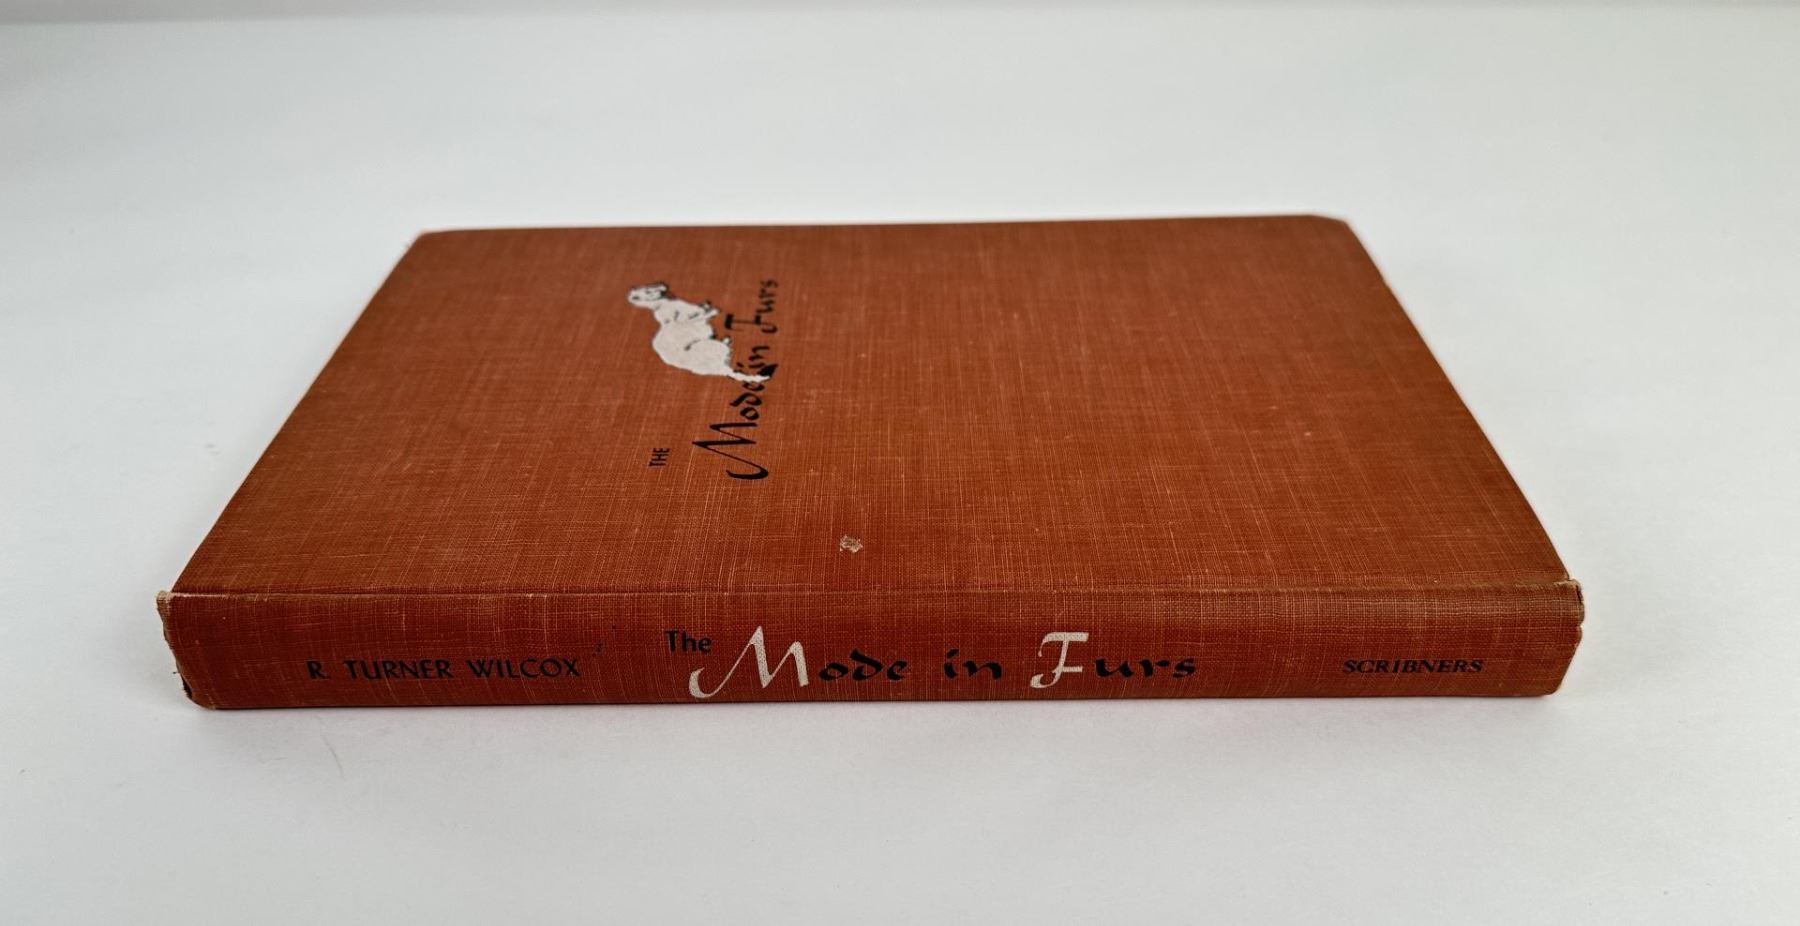 THE
Mode in Furs
R. TURNER WILCOX The Mode in Furs SCRIBNERS